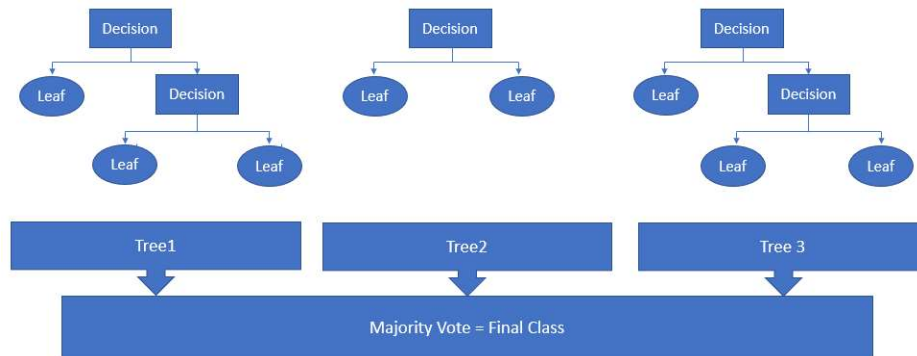 Decision
Decision
Decision
Leaf
Decision
Leaf
Leaf
Leaf
Decision
Leaf
Leaf
Leaf
Leaf
Tree1
Tree2
Tree 3
Majority Vote = Final Class